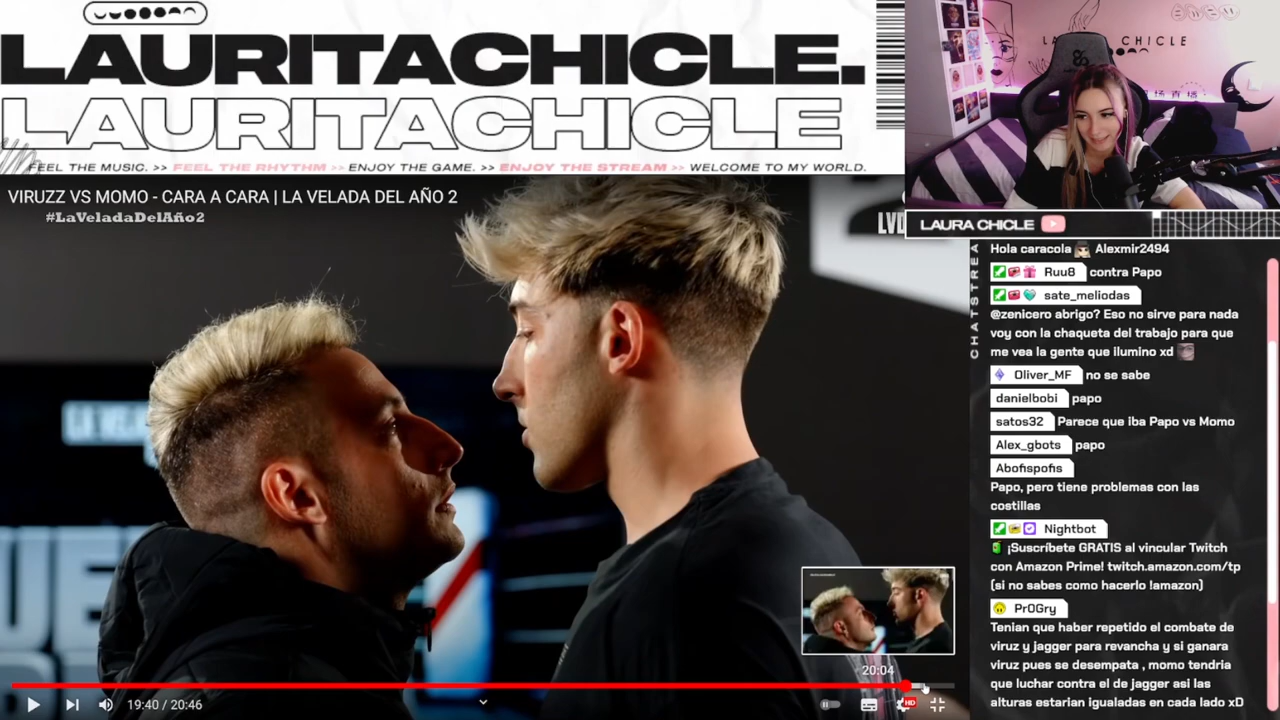 LAURITACHICLE.
LAURITACHICLE
FEEL THE MUSIC. >> FEEL THE RHYTHM >> ENJOY THE GAME. >> ENJOY THE STREAM >> WELCOME TO MY WORLD.
VIRUZZ VS MOMO - CARA A CARA | LA VELADA DEL AÑO 2
#LaVeladaDelAño2
LVD
LAURA CHICLE
CHATSTREA
Hola caracola Alexmir2494
Ruu8 contra Papo
sate_meliodas
@zenicero abrigo? Eso no sirve para nada
voy con la chaqueta del trabajo para que
me vea la gente que ilumino xd
Oliver_MF no se sabe
danielbobi papo
satos32 Parece que iba Papo vs Momo
Alex_gbots papo
Abofispofis
Papo, pero tiene problemas con las
costillas
Nightbot
¡Suscríbete GRATIS al vincular Twitch
con Amazon Prime! twitch.amazon.com/tp
(si no sabes como hacerlo !amazon)
Pr0Gry
Tenian que haber repetido el combate de
viruz y jagger para revancha y si ganara
viruz pues se desempata , momo tendria
que luchar contra el de jagger asi las
alturas estarian igualadas en cada lado xD
20:04
19:40 / 20:46
HD